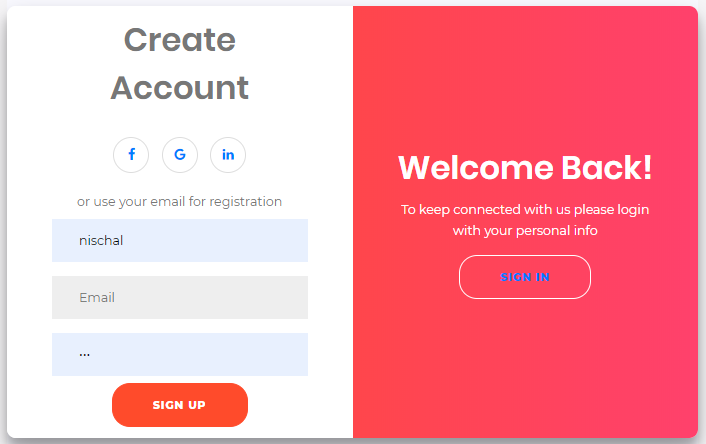 Create
Account
f G in
or use your email for registration
nischal
Email
...
SIGN UP
Welcome Back!
To keep connected with us please login
with your personal info
SIGN IN